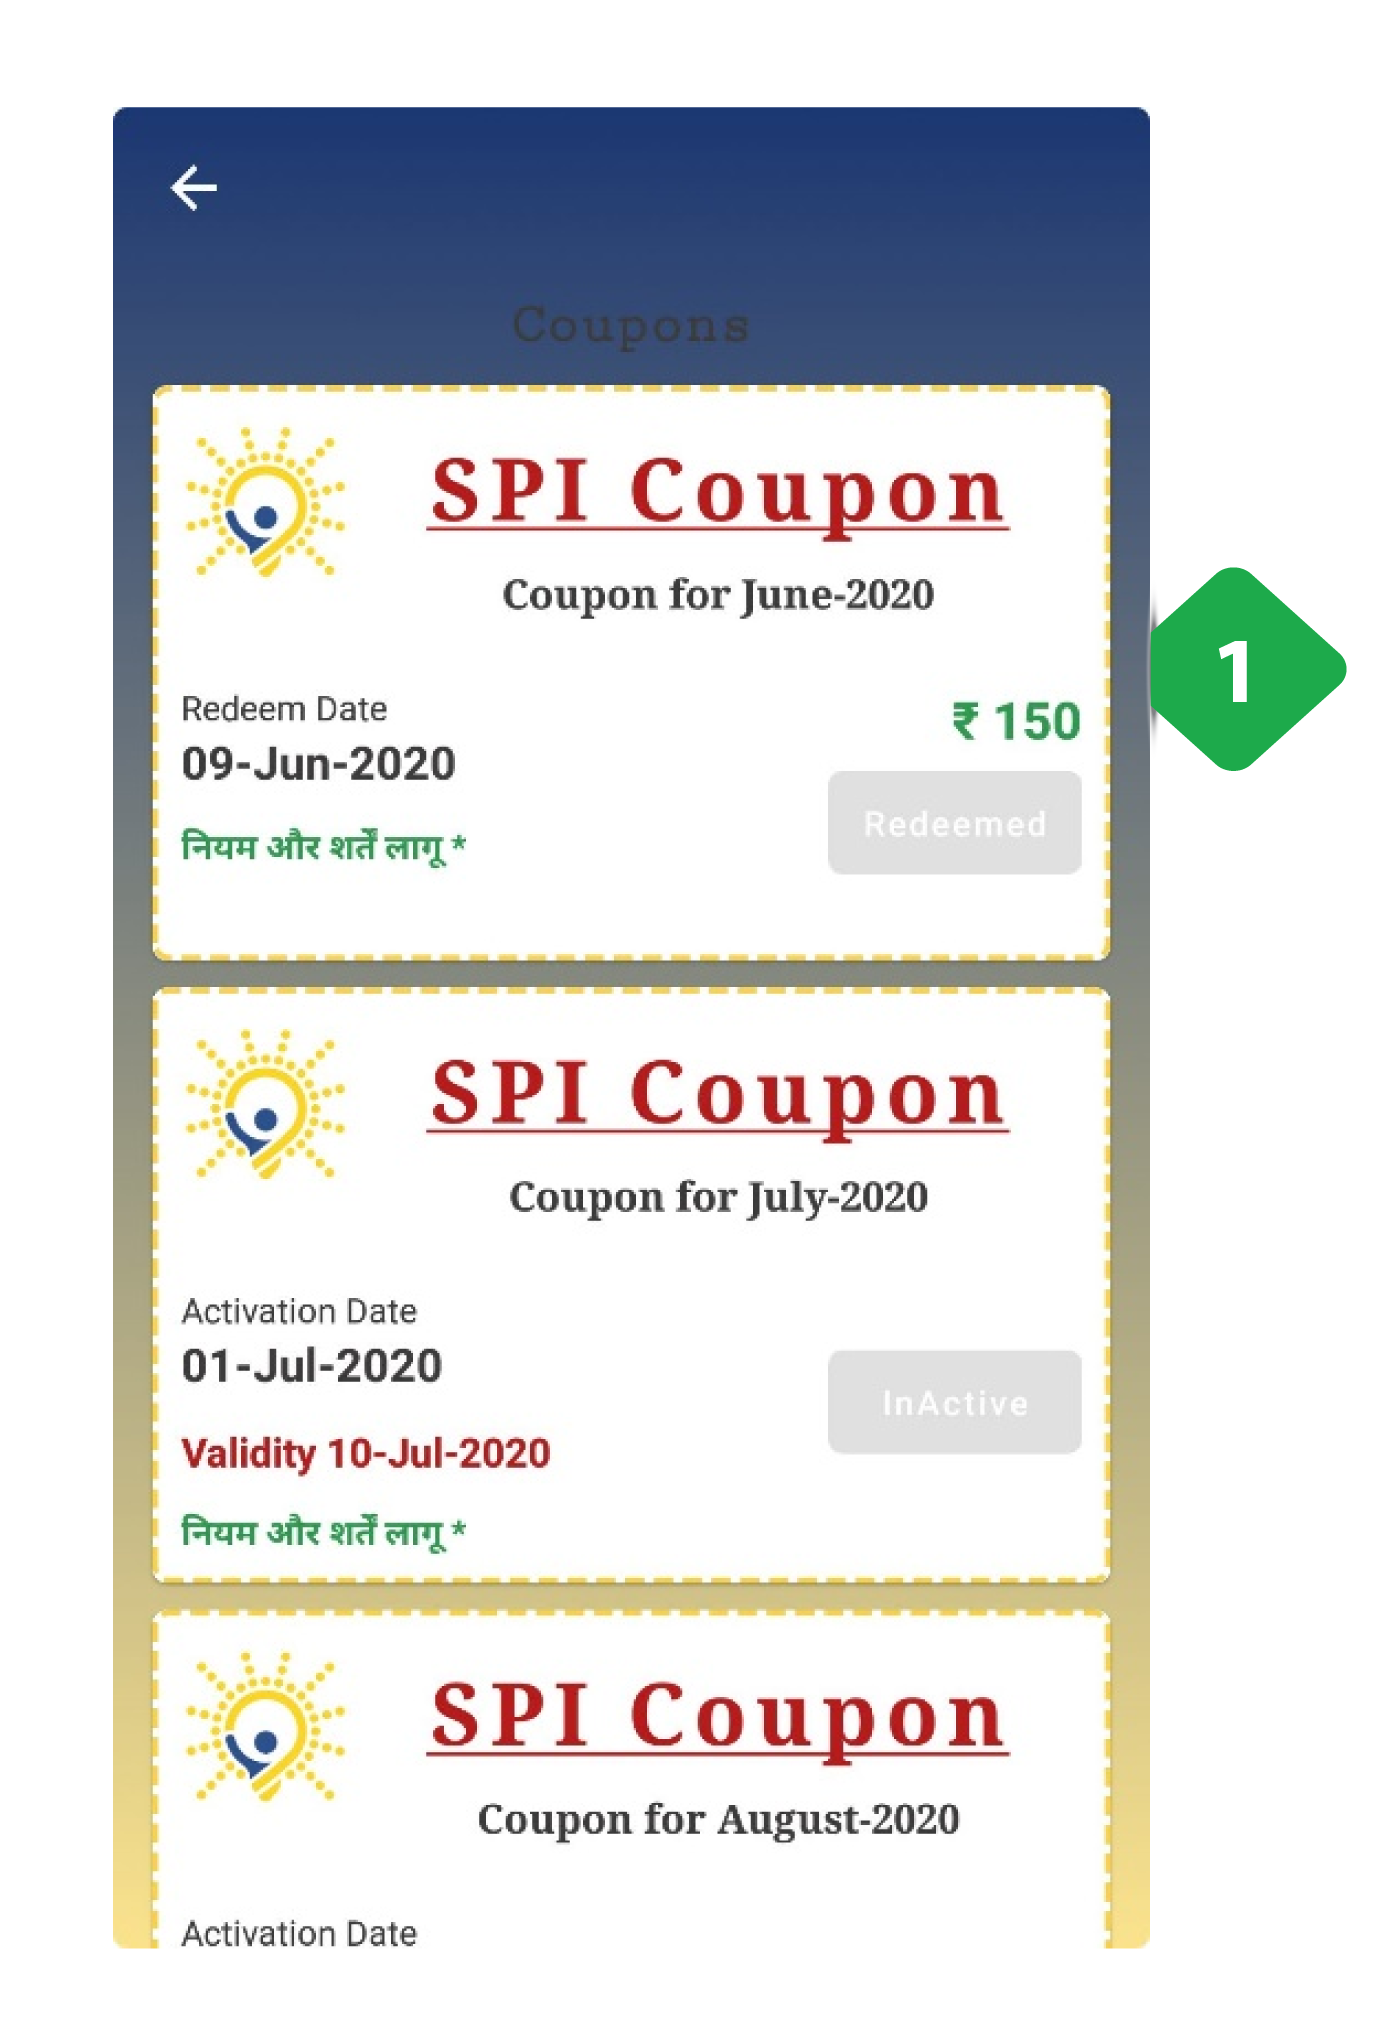 Coupons
SPI Coupon
Coupon for June-2020
Redeem Date
₹ 150
09-Jun-2020
Redeemed
नियम और शर्तें लागू *
1
SPI Coupon
Coupon for July-2020
Activation Date
01-Jul-2020
InActive
Validity 10-Jul-2020
नियम और शर्तें लागू *
SPI Coupon
Coupon for August-2020
Activation Date